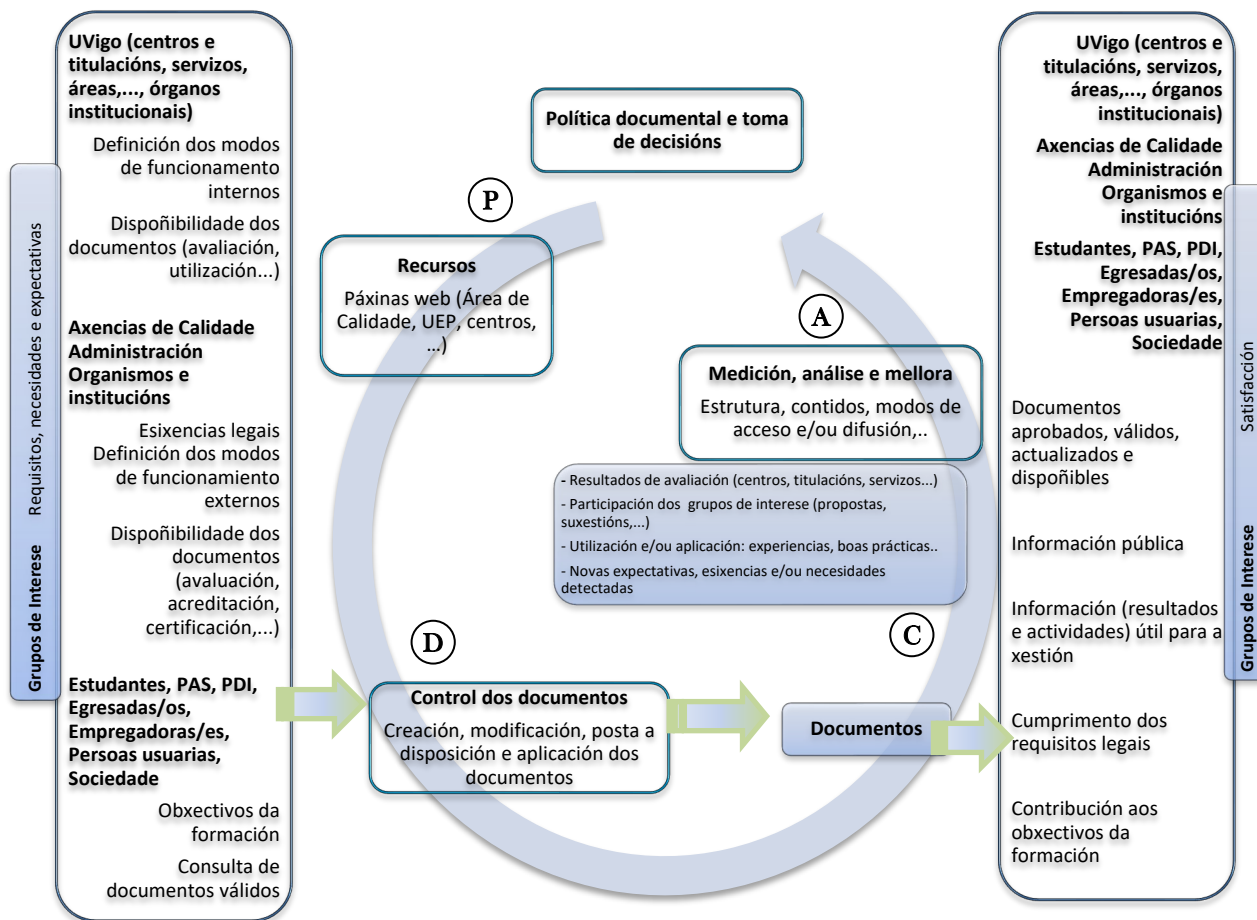 Grupos de Interese Requisitos, necesidades e expectativas
UVigo (centros e
titulacións, servizos,
áreas,..., órganos
institucionais)
Definición dos modos
de funcionamento
internos
Dispoñibilidade dos
documentos (avaliación,
utilización...)
Axencias de Calidade
Administración
Organismos e
institucións
Esixencias legais
Definición dos modos
de funcionamiento
externos
Dispoñibilidade dos
documentos
(avaluación,
acreditación,
certificación,...)
Estudantes, PAS, PDI,
Egresadas/os,
Empregadoras/es,
Persoas usuarias,
Sociedade
Obxectivos da
formación
Consulta de
documentos válidos
Política documental e toma
de decisións
P
Recursos
Páxinas web (Área de
Calidade, UEP, centros,
...)
A
Medición, análise e mellora
Estrutura, contidos, modos de
acceso e/ou difusión,..
- Resultados de avaliación (centros, titulacións, servizos...)
- Participación dos grupos de interese (propostas,
suxestións,...)
- Utilización e/ou aplicación: experiencias, boas prácticas..
- Novas expectativas, esixencias e/ou necesidades
detectadas
D
Control dos documentos
Creación, modificación, posta a
disposición e aplicación dos
documentos
C
Documentos
UVigo (centros e
titulacións, servizos,
áreas,..., órganos
institucionais)
Axencias de Calidade
Administración
Organismos e
institucións
Estudantes, PAS, PDI,
Egresadas/os,
Empregadoras/es,
Persoas usuarias,
Sociedade
Documentos
aprobados, válidos,
actualizados e
dispoñibles
Información pública
Información (resultados
e actividades) útil para a
xestión
Cumprimento dos
requisitos legais
Contribución aos
obxectivos da
formación
Grupos de Interese Satisfacción